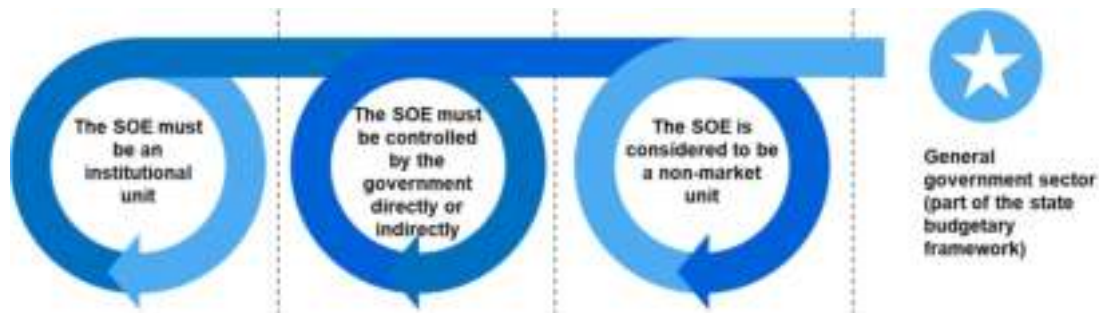 The SOE must
be an
institutional
unit
The SOE must
be controlled
by the
government
directly or
indirectly
The SOE is
considered to be
a non-market
unit
General
government sector
(part of the state
budgetary
framework)